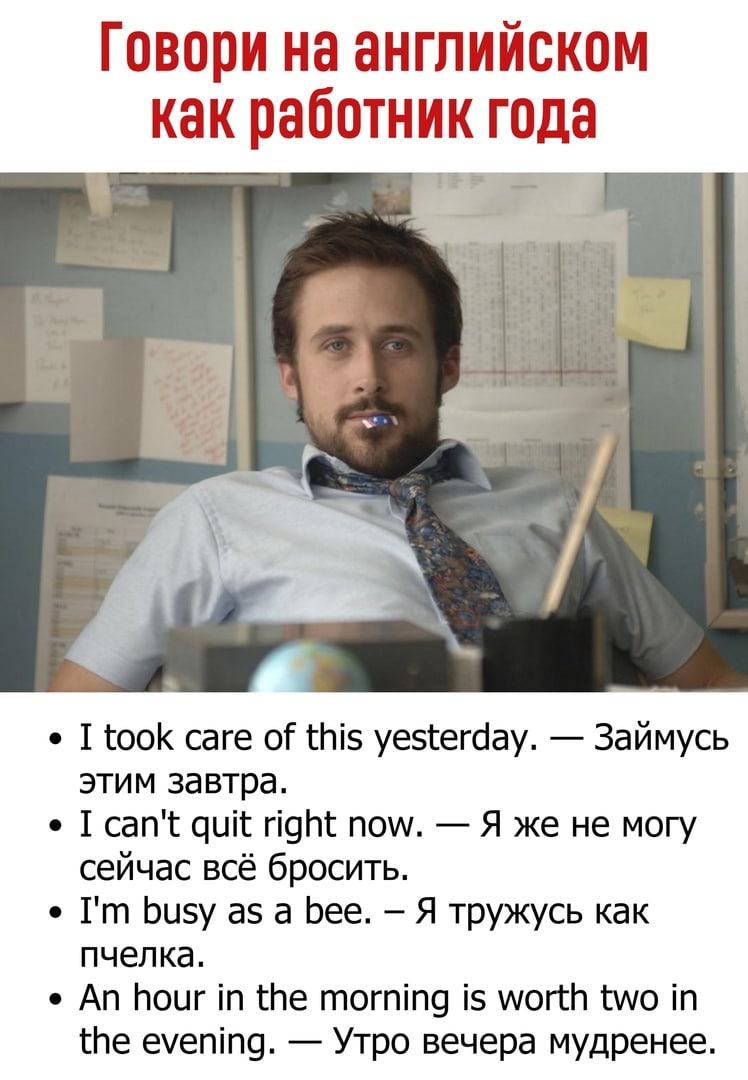 Говори на английском
как работник года
• I took care of this yesterday. — Займусь
этим завтра.
• I can't quit right now. — Я же не могу
сейчас всё бросить.
• I'm busy as a bee. – Я тружусь как
пчелка.
• An hour in the morning is worth two in
the evening. — Утро вечера мудренее.